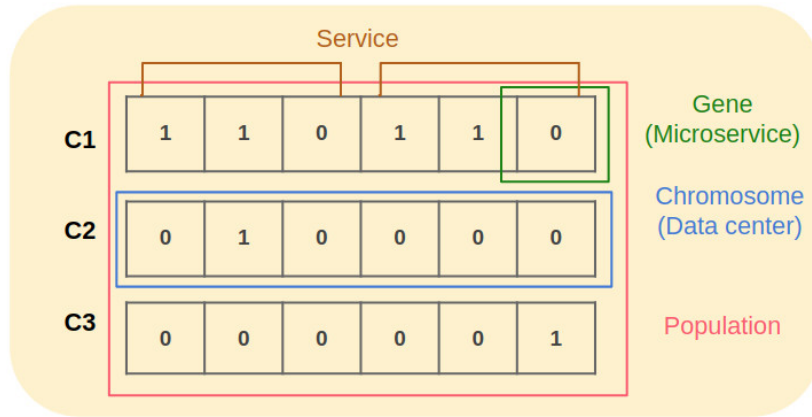 Service
C1 1 1 0 1 1 0 Gene
(Microservice)
C2 0 1 0 0 0 0 Chromosome
(Data center)
C3 0 0 0 0 0 1 Population